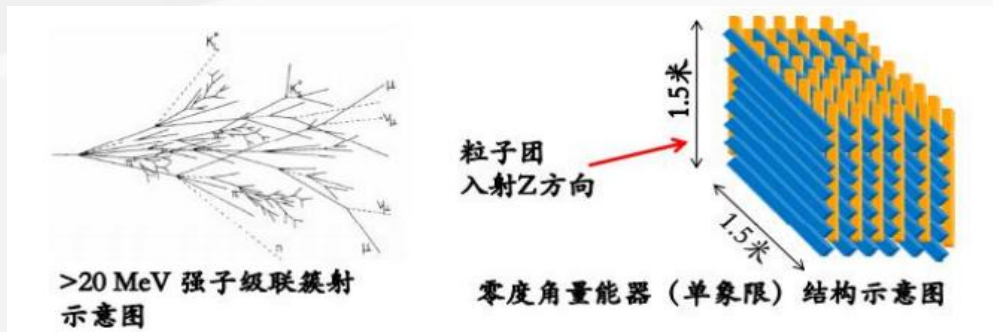 K°L
K°s
μ
νμ
νμ
n
μ
>20 MeV 强子级联簇射
示意图
1.5米
粒子团
入射Z方向
1.5米
零度角量能器（单象限）结构示意图